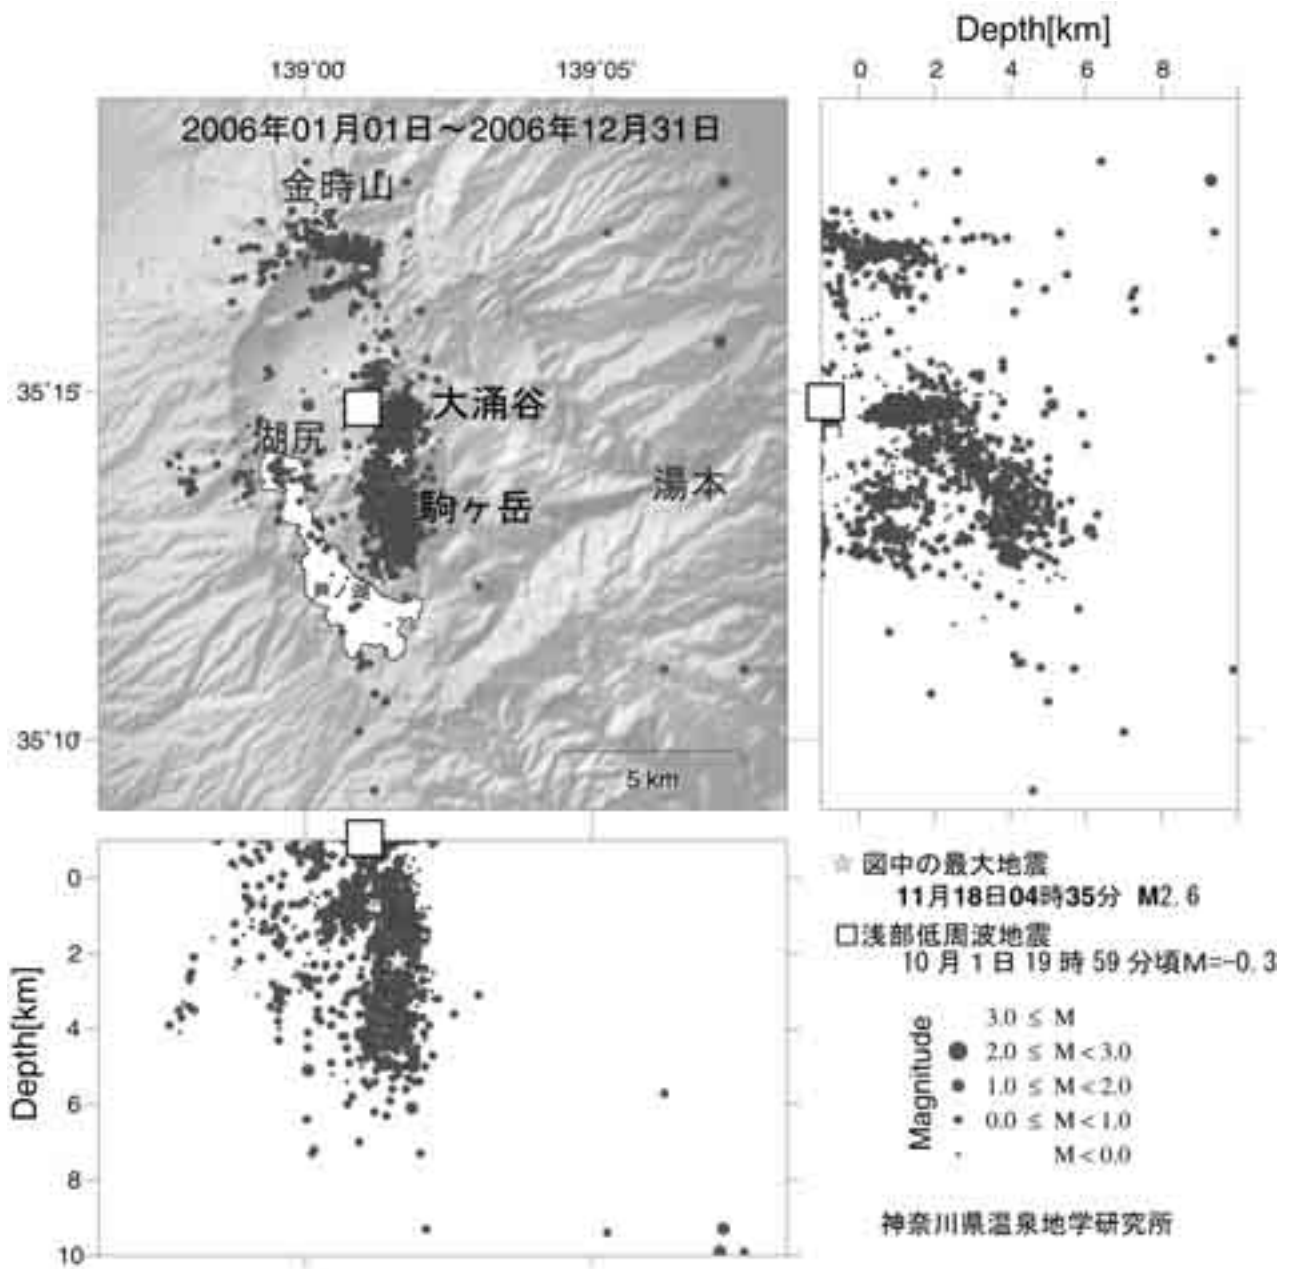 Depth[km]
139°00'
139°05'
0 2 4 6 8
2006年01月01日～2006年12月31日
金時山
35°15'
大涌谷
湖尻
湯本
駒ヶ岳
35°10'
5 km
0
2
4
6
8
10
Depth[km]
☆ 図中の最大地震
11月18日04時35分 M2.6
□浅部低周波地震
10月1日19時59分頃M=-0.3
Magnitude
3.0 ≤ M
2.0 ≤ M < 3.0
1.0 ≤ M < 2.0
0.0 ≤ M < 1.0
M < 0.0
神奈川県温泉地学研究所